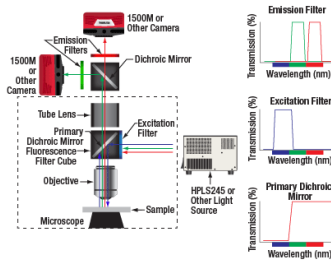 1500M or
Other Camera
Emission
Filters
1500M
or
Other
Camera
Dichroic Mirror
Tube Lens
Primary
Dichroic Mirror
Fluorescence
Filter Cube
Excitation
Filter
Objective
Sample
Microscope
HPLS245 or
Other Light
Source
Emission Filter
Transmission (%)
Wavelength (nm)
Excitation Filter
Transmission (%)
Wavelength (nm)
Primary Dichroic
Mirror
Transmission (%)
Wavelength (nm)